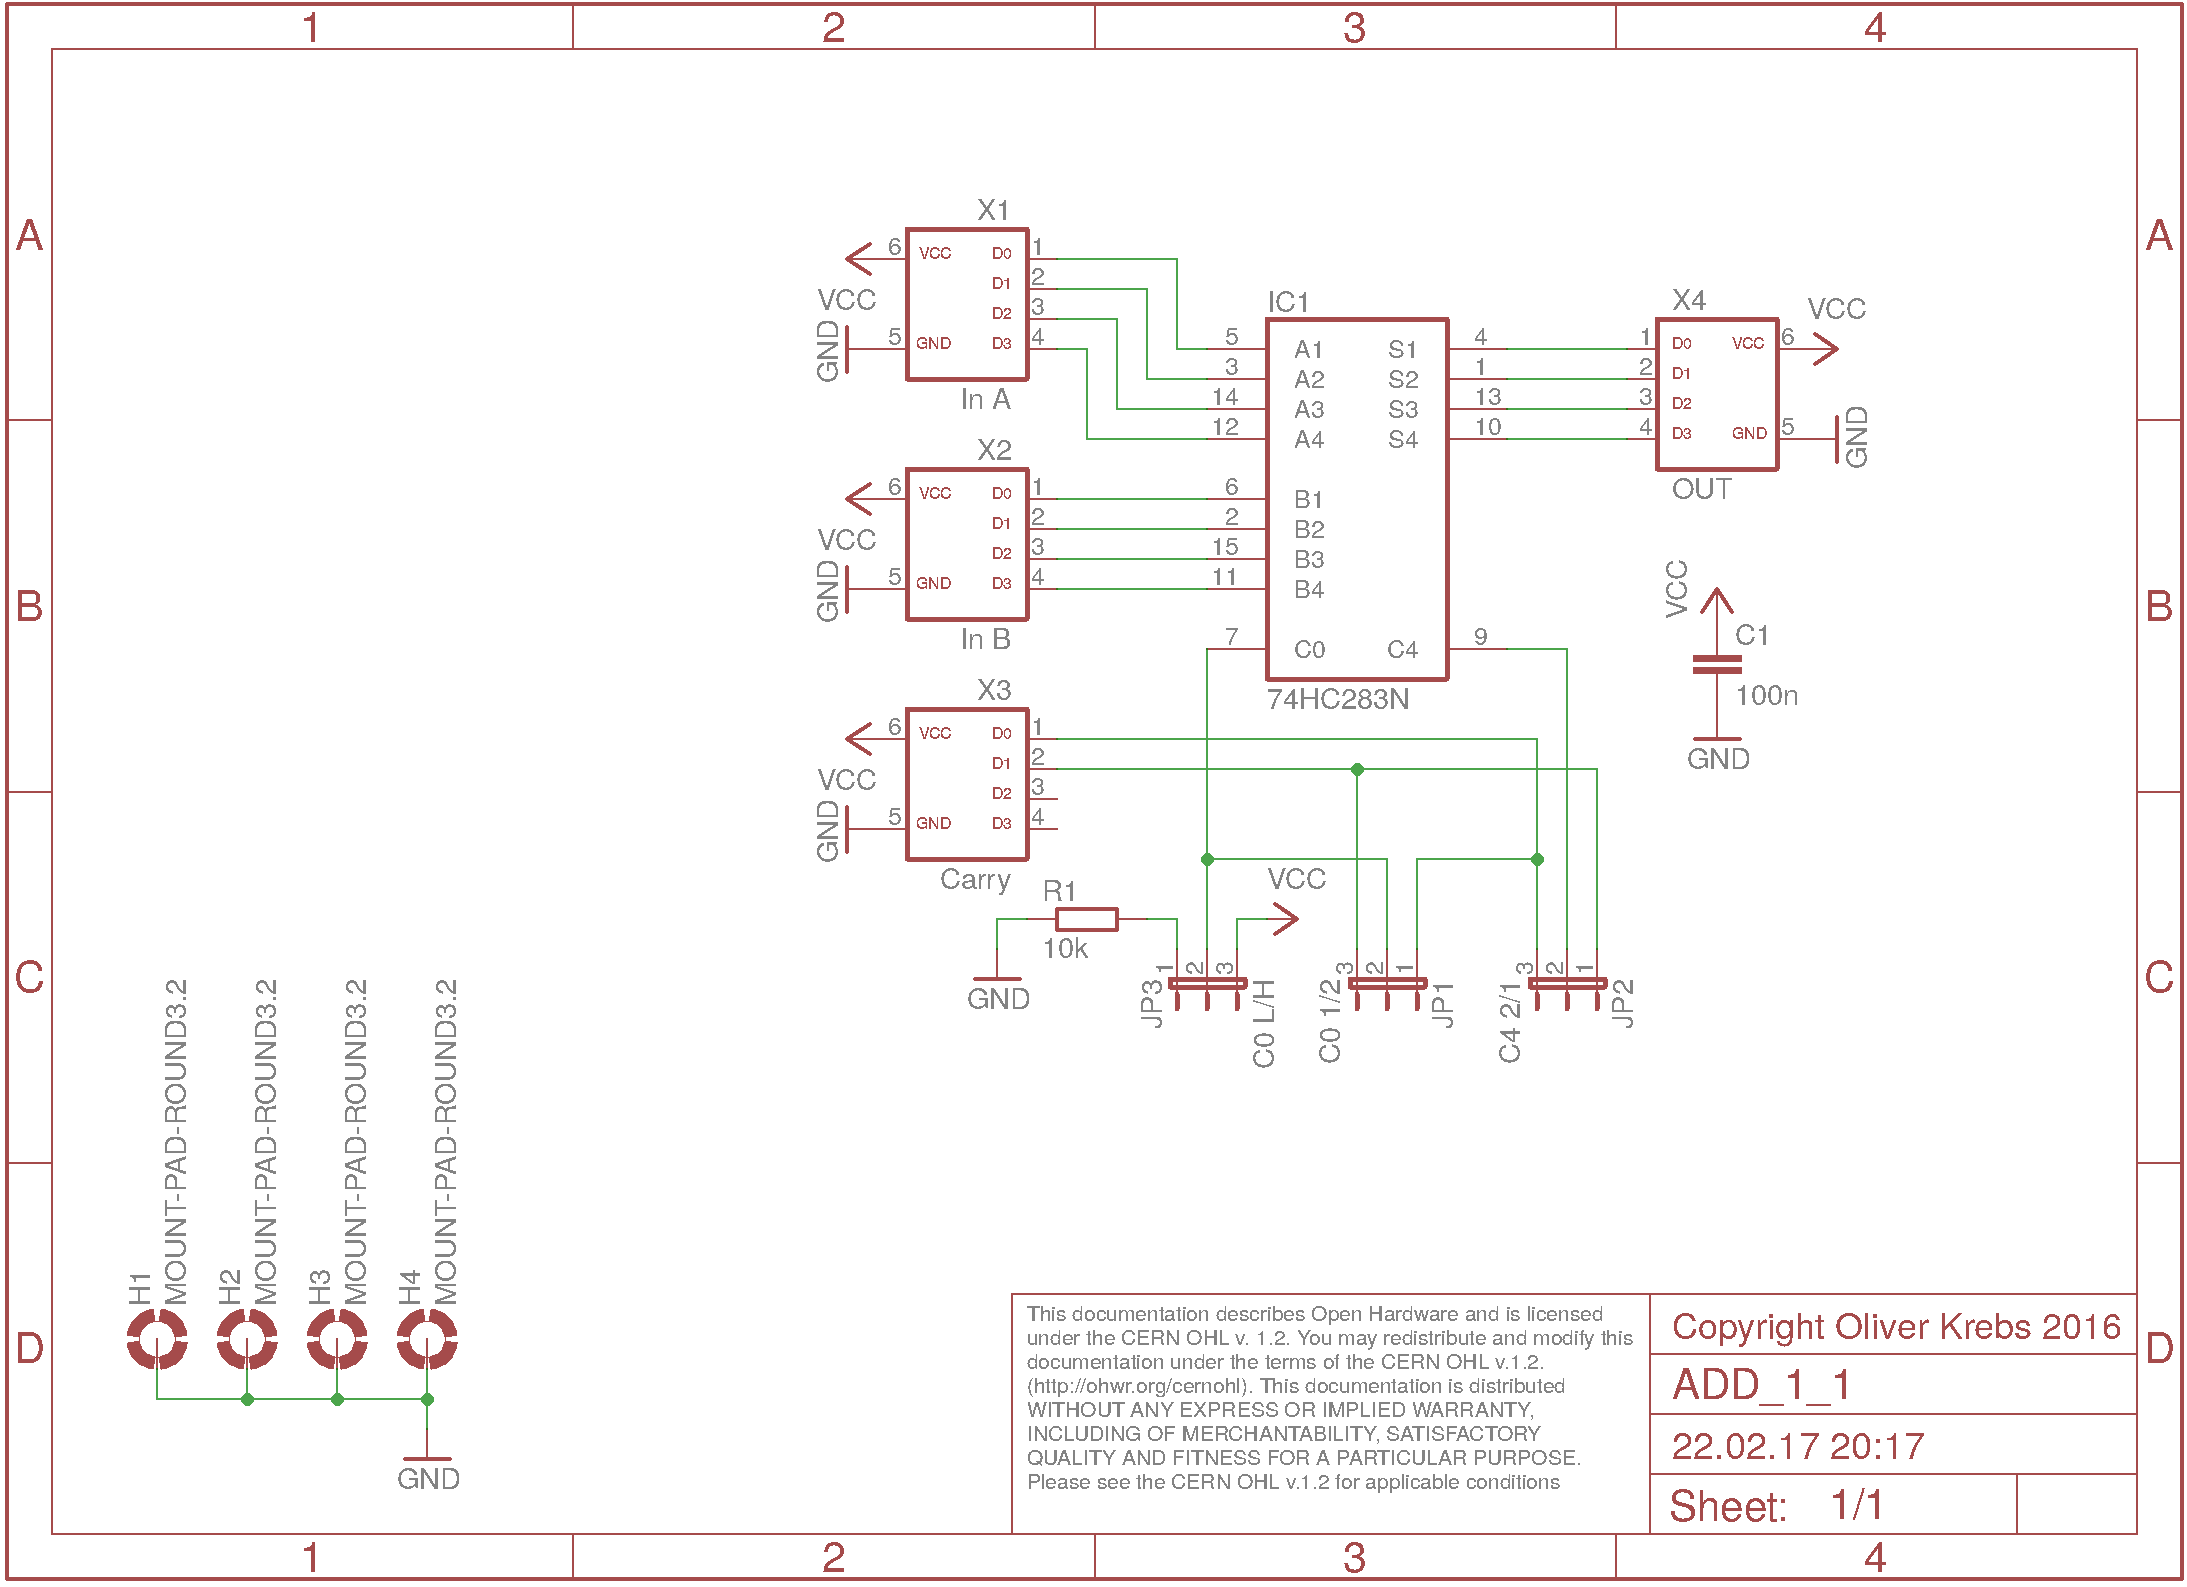 1 2 3 4
A A
B B
C C
D D
X1
6 VCC D0 1
D1 2
D2 3
5 GND D3 4
VCC
GND
In A
X2
6 VCC D0 1
D1 2
D2 3
5 GND D3 4
VCC
GND
In B
X3
6 VCC D0 1
D1 2
D2 3
5 GND D3 4
VCC
GND
Carry
IC1
5 A1 S1 4
3 A2 S2 1
14 A3 S3 13
12 A4 S4 10
6 B1
2 B2
15 B3
11 B4
7 C0 C4 9
74HC283N
X4
1 D0 VCC 6
2 D1
3 D2
4 D3 GND 5
VCC
GND
OUT
VCC
C1
100n
GND
R1
10k
GND
VCC
JP3 1 2 3 C0 L/H
C0 1/2 3 2 1 JP1
C4 2/1 3 2 1 JP2
H1 MOUNT-PAD-ROUND3.2
H2 MOUNT-PAD-ROUND3.2
H3 MOUNT-PAD-ROUND3.2
H4 MOUNT-PAD-ROUND3.2
GND
This documentation describes Open Hardware and is licensed
under the CERN OHL v. 1.2. You may redistribute and modify this
documentation under the terms of the CERN OHL v.1.2.
(http://ohwr.org/cernohl). This documentation is distributed
WITHOUT ANY EXPRESS OR IMPLIED WARRANTY,
INCLUDING OF MERCHANTABILITY, SATISFACTORY
QUALITY AND FITNESS FOR A PARTICULAR PURPOSE.
Please see the CERN OHL v.1.2 for applicable conditions
Copyright Oliver Krebs 2016
ADD_1_1
22.02.17 20:17
Sheet: 1/1
1 2 3 4